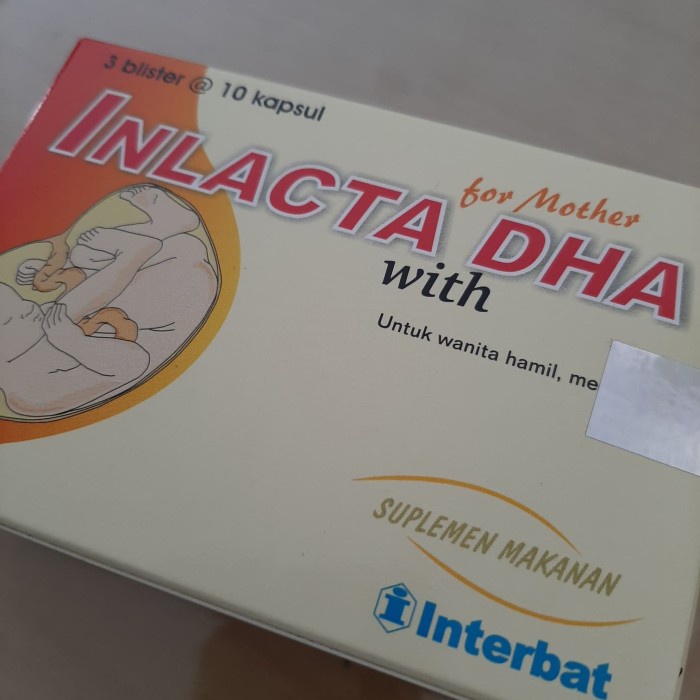 3 blister @ 10 kapsul
INLACTA DHA
for Mother
with
Untuk wanita hamil, me
SUPLEMEN MAKANAN
i Interbat